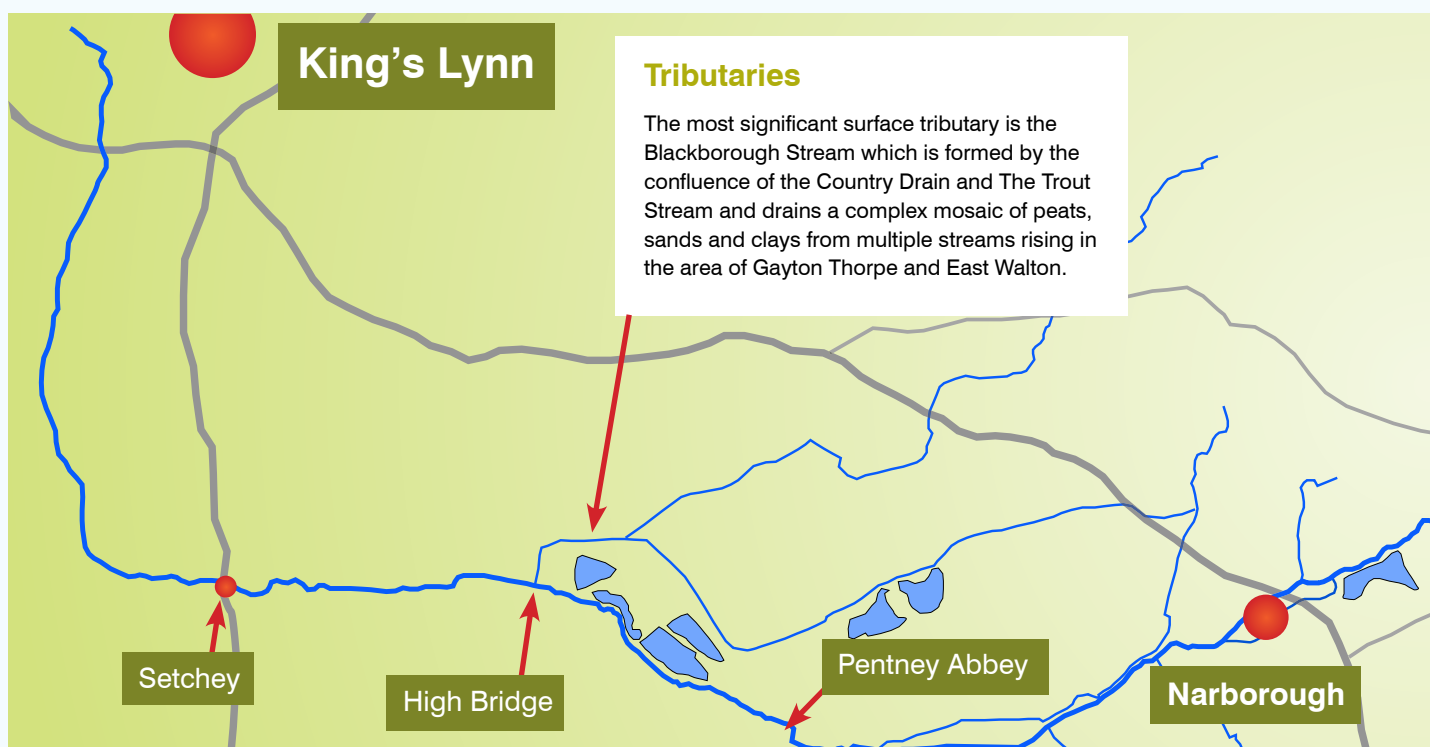 King’s Lynn
Tributaries
The most significant surface tributary is the
Blackborough Stream which is formed by the
confluence of the Country Drain and The Trout
Stream and drains a complex mosaic of peats,
sands and clays from multiple streams rising in
the area of Gayton Thorpe and East Walton.
Setchey
High Bridge
Pentney Abbey
Narborough